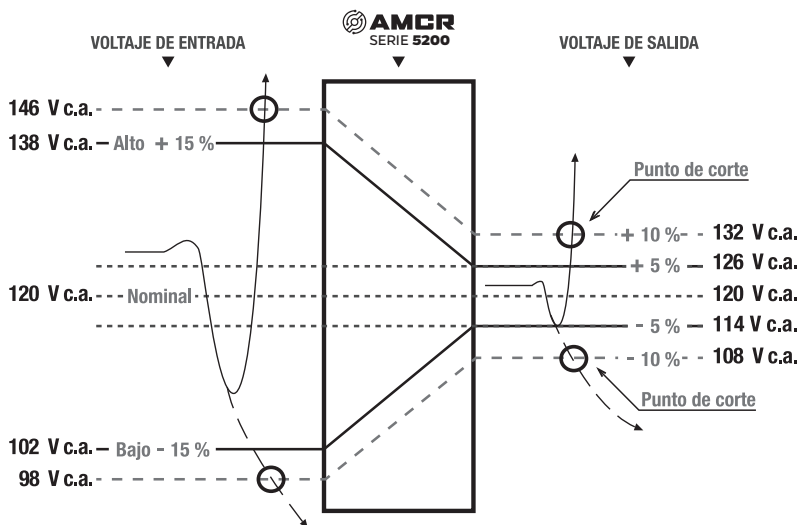 AMCR
SERIE 5200
VOLTAJE DE ENTRADA
VOLTAJE DE SALIDA
146 V c.a.
138 V c.a.
Alto + 15 %
Punto de corte
+ 10 %
132 V c.a.
+ 5 %
126 V c.a.
120 V c.a.
Nominal
120 V c.a.
- 5 %
114 V c.a.
- 10 %
108 V c.a.
Punto de corte
102 V c.a.
Bajo - 15 %
98 V c.a.